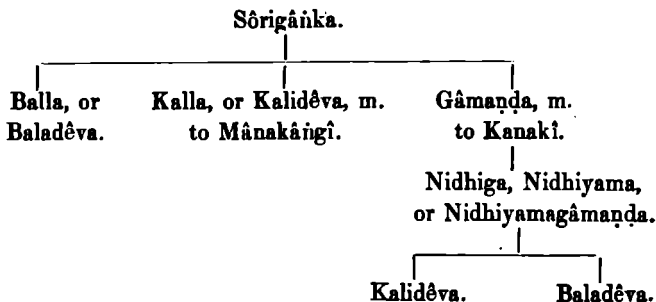 Sôrigâṅka.
Balla, or Kalla, or Kalidêva, m. Gâmaṇḍa, m.
Baladêva. to Mânakâṅgî. to Kanakî.
Nidhiga, Nidhiyama,
or Nidhiyamagâmaṇḍa.
Kalidêva. Baladêva.